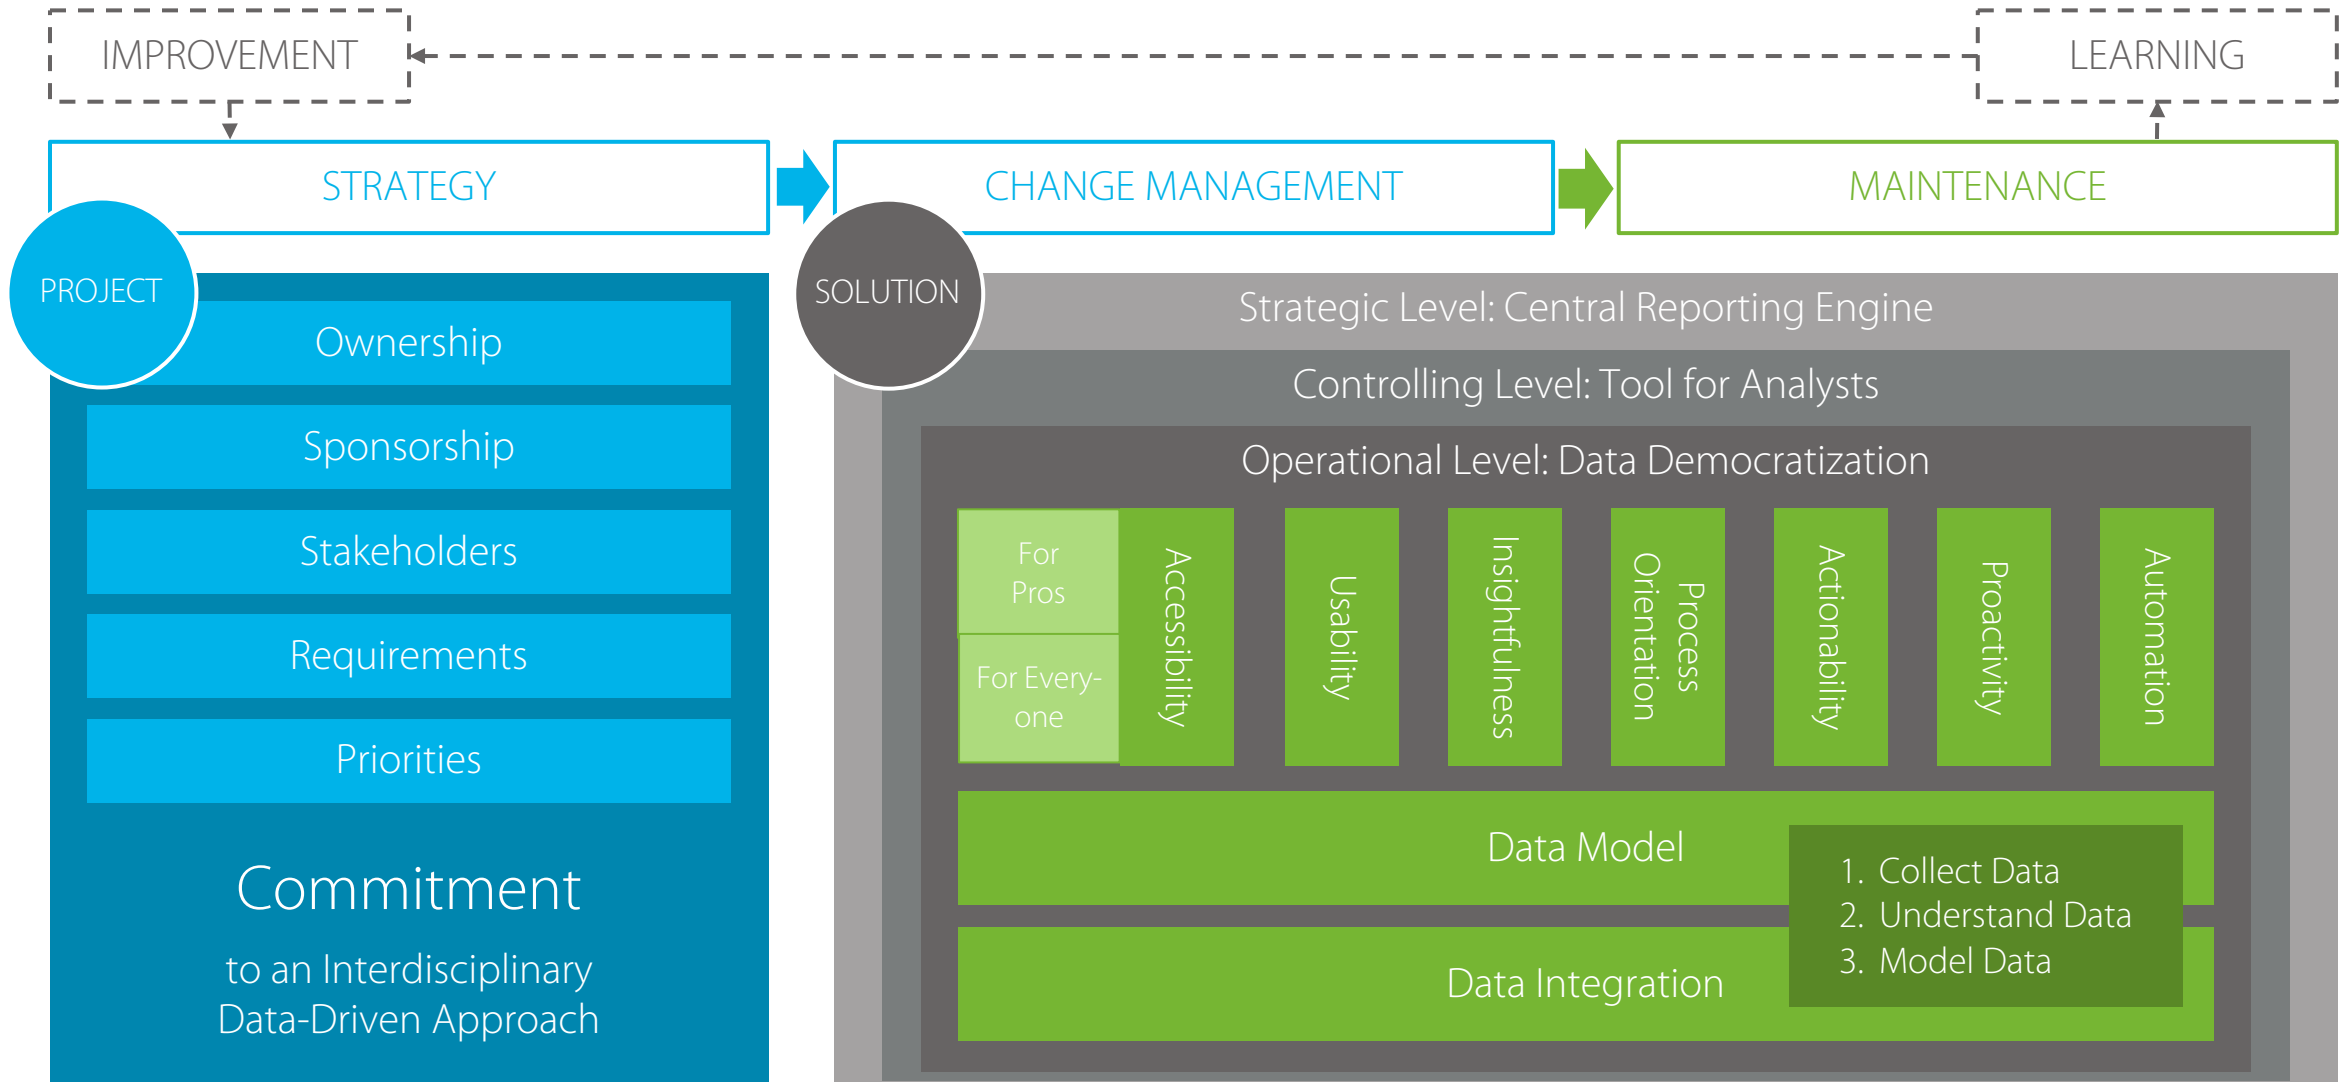 IMPROVEMENT
LEARNING
STRATEGY
CHANGE MANAGEMENT
MAINTENANCE
PROJECT
Ownership
Sponsorship
Stakeholders
Requirements
Priorities
Commitment
to an Interdisciplinary
Data-Driven Approach
SOLUTION
Strategic Level: Central Reporting Engine
Controlling Level: Tool for Analysts
Operational Level: Data Democratization
For
Pros
For Every-
one
Accessibility
Usability
Insightfulness
Process
Orientation
Actionability
Proactivity
Automation
Data Model
1. Collect Data
2. Understand Data
3. Model Data
Data Integration